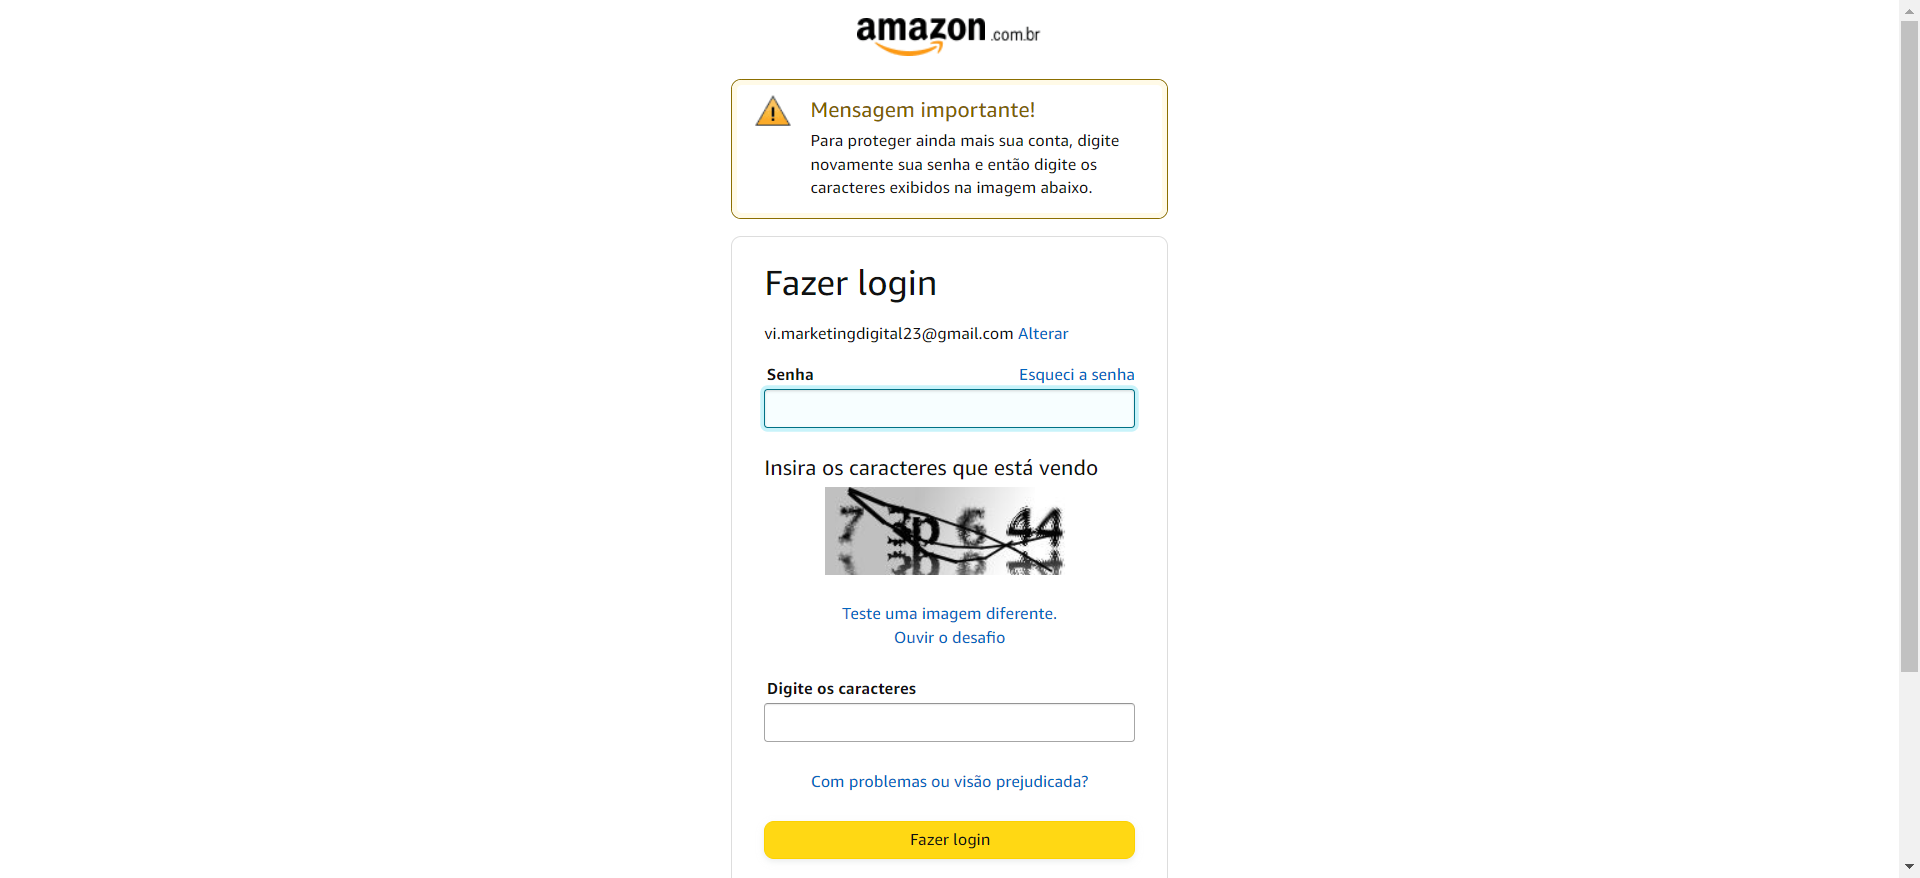 amazon.com.br
Mensagem importante!
Para proteger ainda mais sua conta, digite
novamente sua senha e então digite os
caracteres exibidos na imagem abaixo.
Fazer login
vi.marketingdigital23@gmail.com Alterar
Senha Esqueci a senha
Insira os caracteres que está vendo
Teste uma imagem diferente.
Ouvir o desafio
Digite os caracteres
Com problemas ou visão prejudicada?
Fazer login